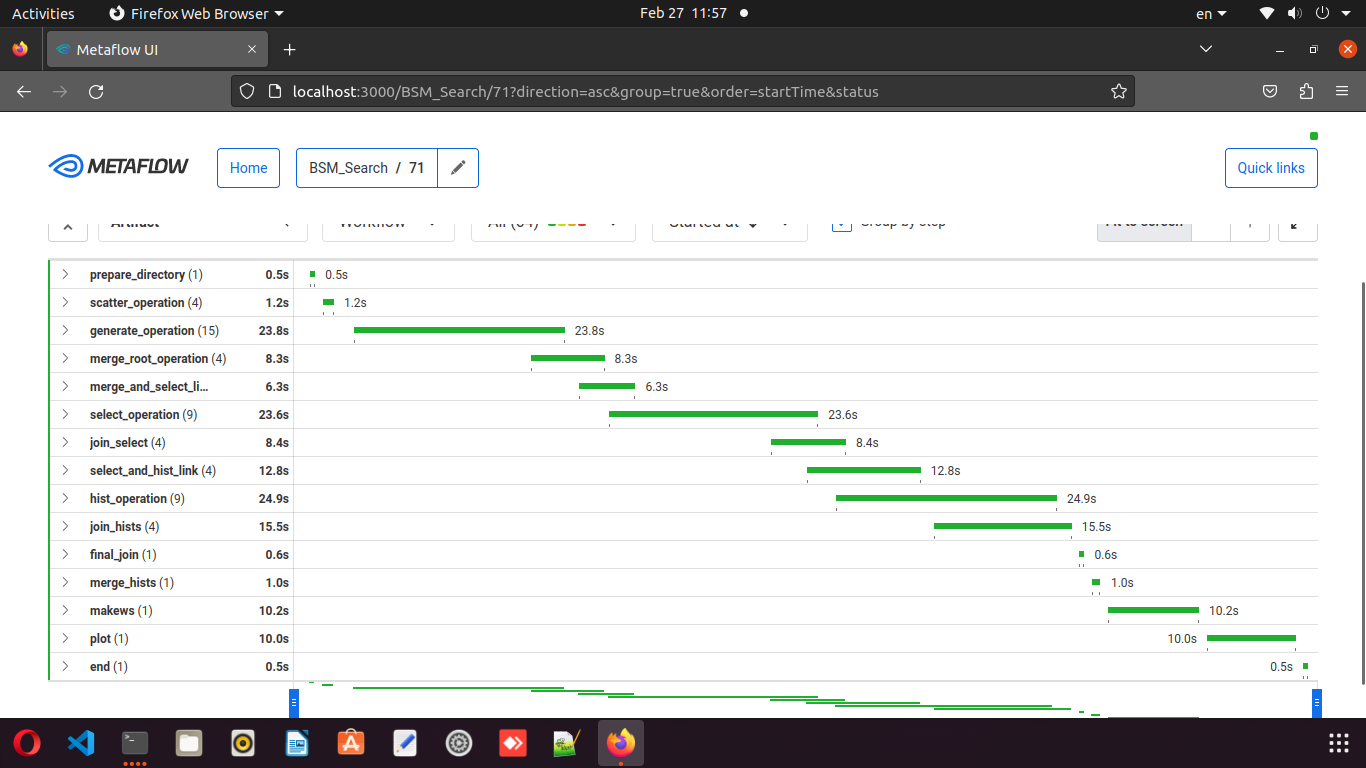 Activities Firefox Web Browser Feb 27 11:57 en
Metaflow UI
localhost:3000/BSM_Search/71?direction=asc&group=true&order=startTime&status
METAFLOW Home BSM_Search / 71 Quick links
Artifact Workflow All (64) Started at Group by step Fit to screen
prepare_directory (1) 0.5s 0.5s
scatter_operation (4) 1.2s 1.2s
generate_operation (15) 23.8s 23.8s
merge_root_operation (4) 8.3s 8.3s
merge_and_select_li... 6.3s 6.3s
select_operation (9) 23.6s 23.6s
join_select (4) 8.4s 8.4s
select_and_hist_link (4) 12.8s 12.8s
hist_operation (9) 24.9s 24.9s
join_hists (4) 15.5s 15.5s
final_join (1) 0.6s 0.6s
merge_hists (1) 1.0s 1.0s
makews (1) 10.2s 10.2s
plot (1) 10.0s 10.0s
end (1) 0.5s 0.5s